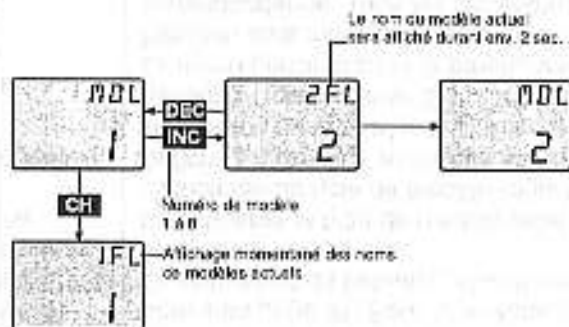 Le nom ou modèle actuel
sera affiché durant env. 2 sec.
MDL
1
DEC
INC
2FL
2
MDL
2
CH
Numéro de modèle
1 à 8
1FL
1
Affichage momentané des noms
de modèles actuels